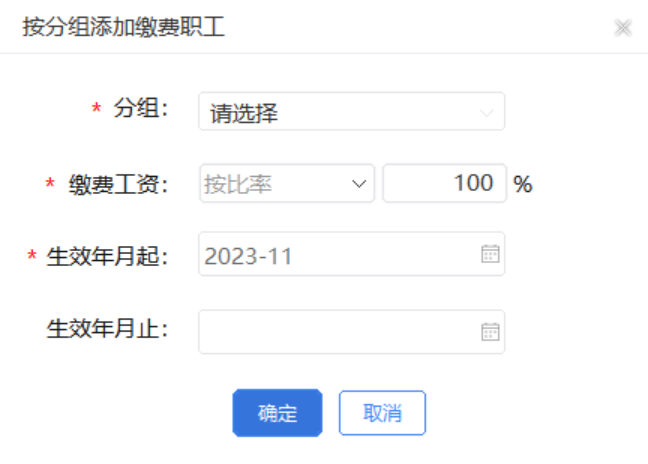 按分组添加缴费职工
* 分组： 请选择
* 缴费工资： 按比率 100 %
* 生效年月起： 2023-11
生效年月止：
确定 取消